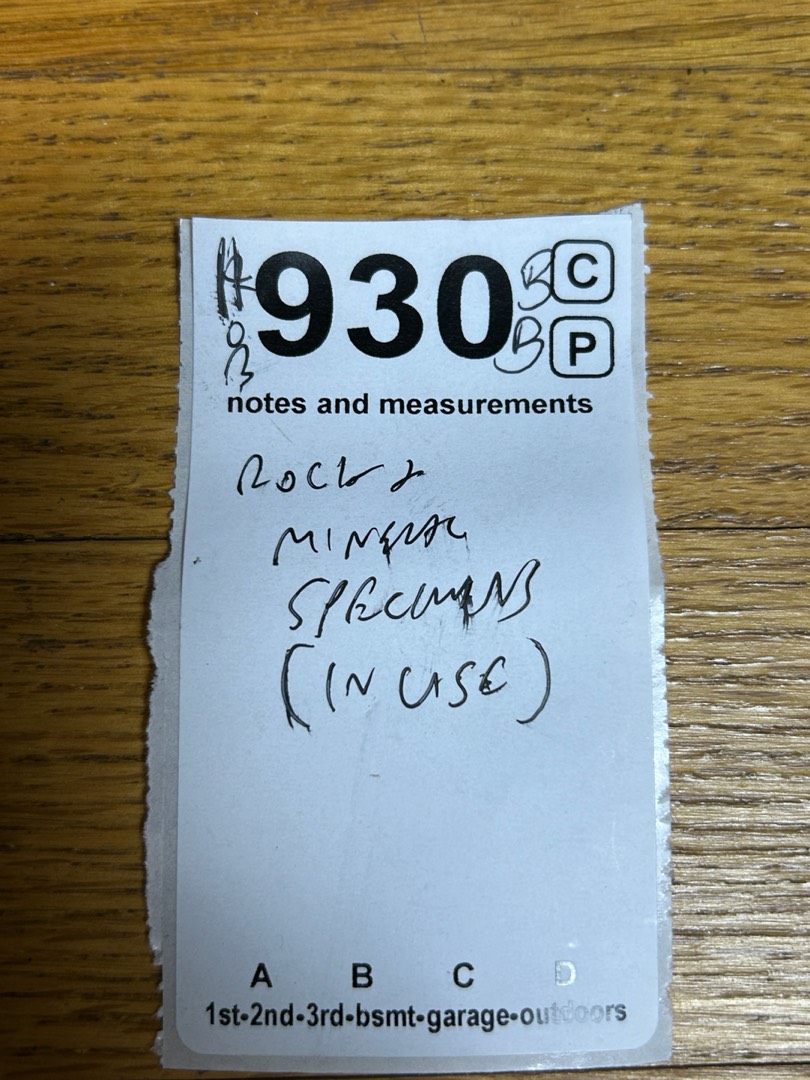 930 B C
B P
notes and measurements
ROCK &
MINERAL
SPECIMENS
(IN USE)
A B C D
1st•2nd•3rd•bsmt•garage•outdoors